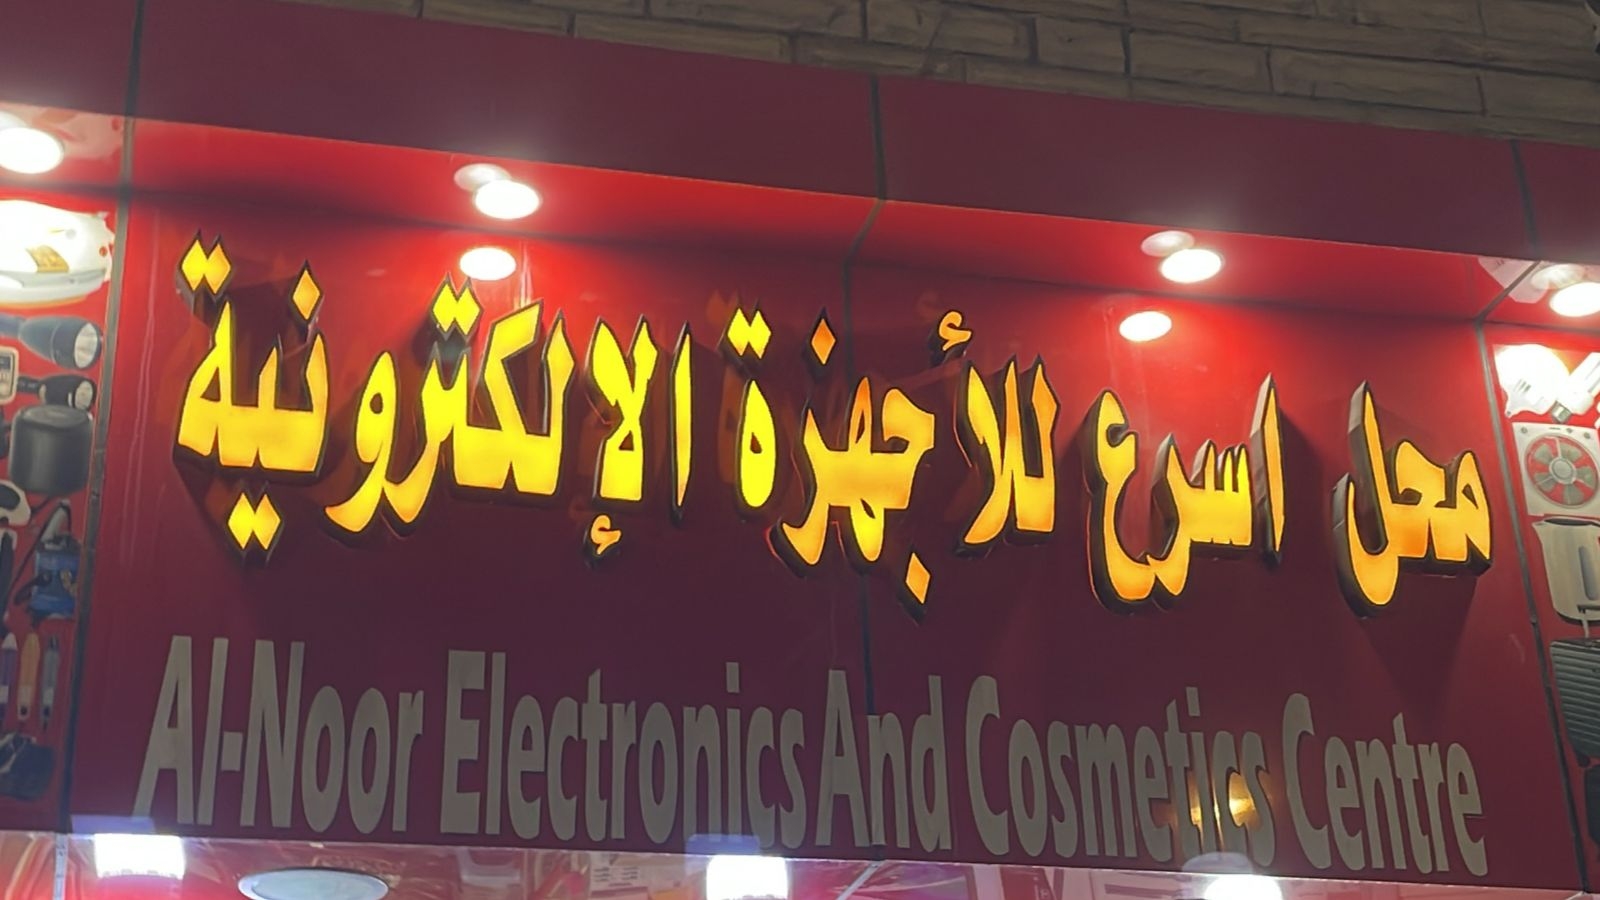 محل اسرع للأجهزة الإلكترونية
Al-Noor Electronics And Cosmetics Centre